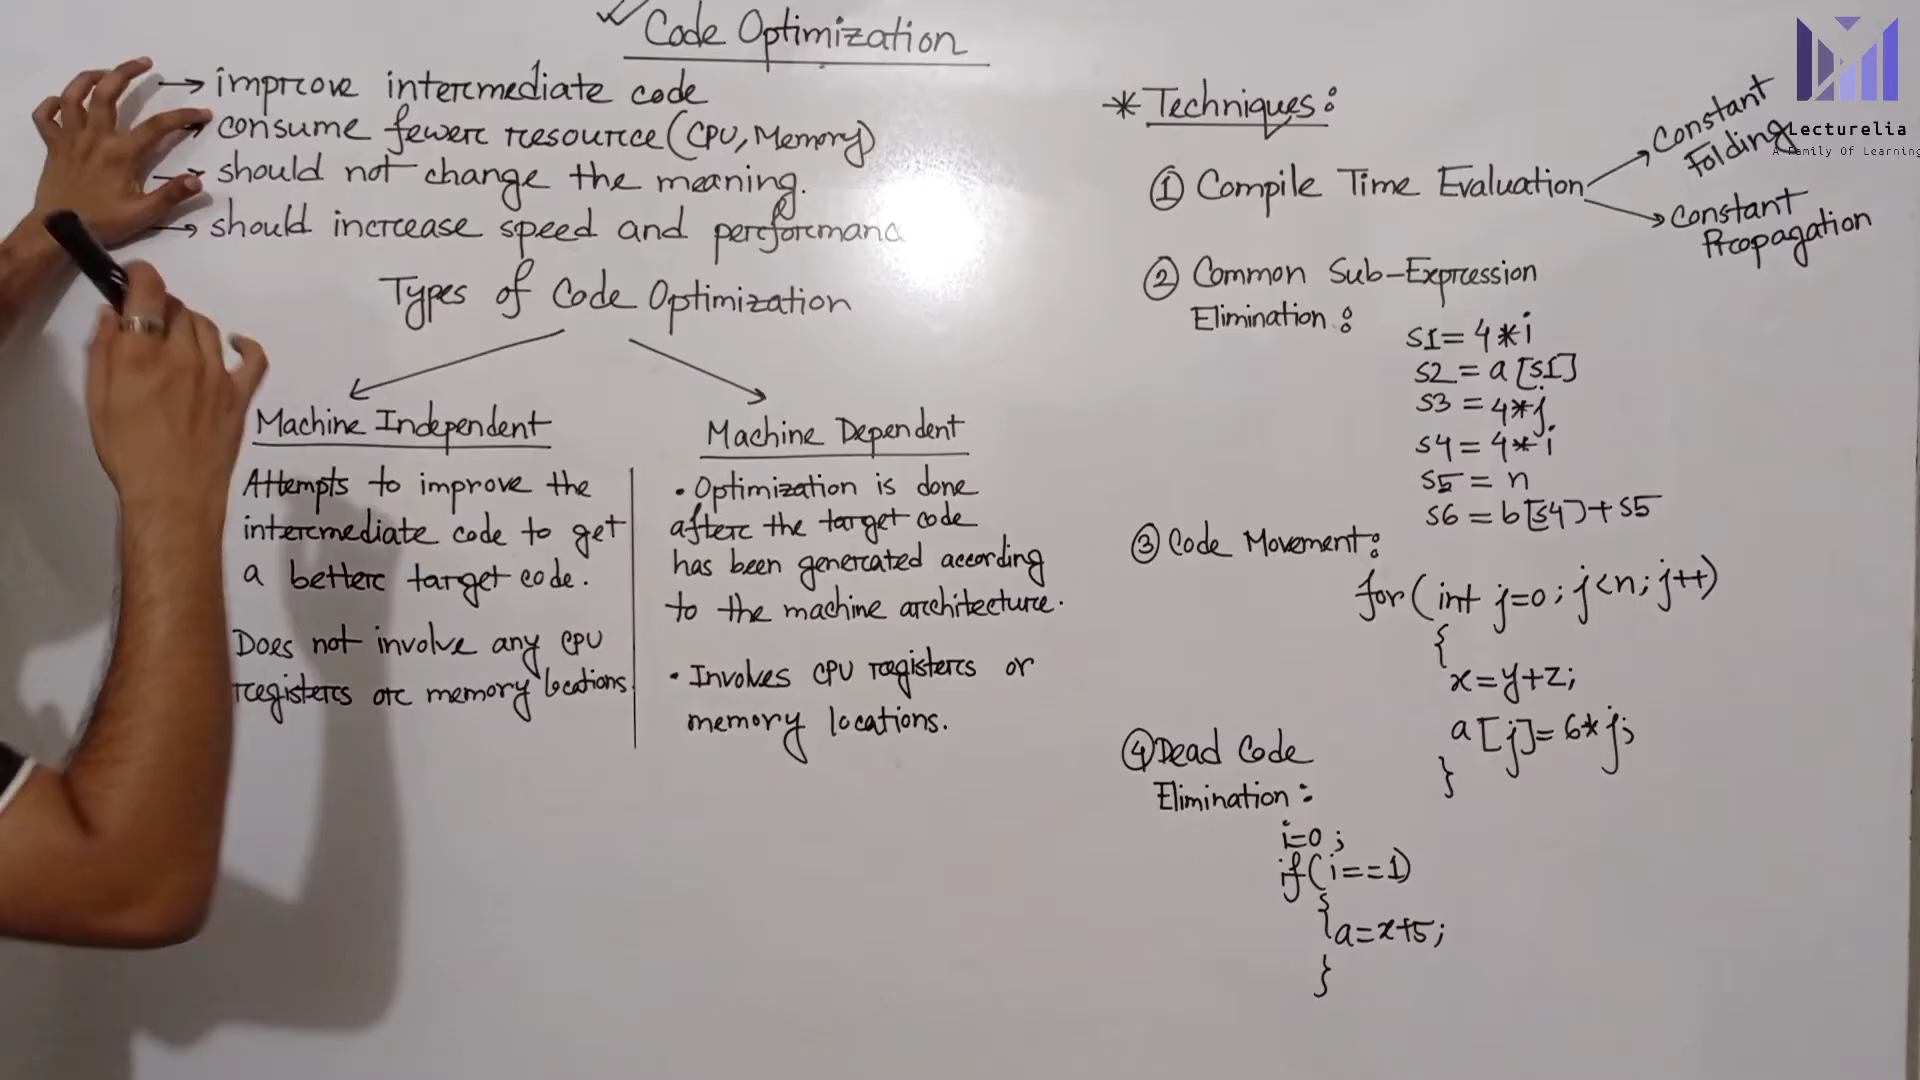 Code Optimization
→ improve intermediate code
→ consume fewer resource (CPU, Memory)
→ should not change the meaning.
→ should increase speed and performanc
Types of Code Optimization
Machine Independent
Attempts to improve the
intermediate code to get
a better target code.
Does not involve any CPU
registers or memory locations
Machine Dependent
• Optimization is done
after the target code
has been generated according
to the machine architecture.
• Involves CPU registers or
memory locations.
* Techniques:
① Compile Time Evaluation
Constant
Folding
Constant
Propagation
② Common Sub-Expression
Elimination:
S1 = 4*i
S2 = a[S1]
S3 = 4*j
S4 = 4*i
S5 = n
S6 = b[S4]+S5
③ Code Movement:
for(int j=0; j<n; j++)
{
x=y+z;
a[j]=6*j;
}
④ Dead Code
Elimination:
i=0;
if(i==1)
{
a=x+5;
}
Lecturelia
A Family Of Learning